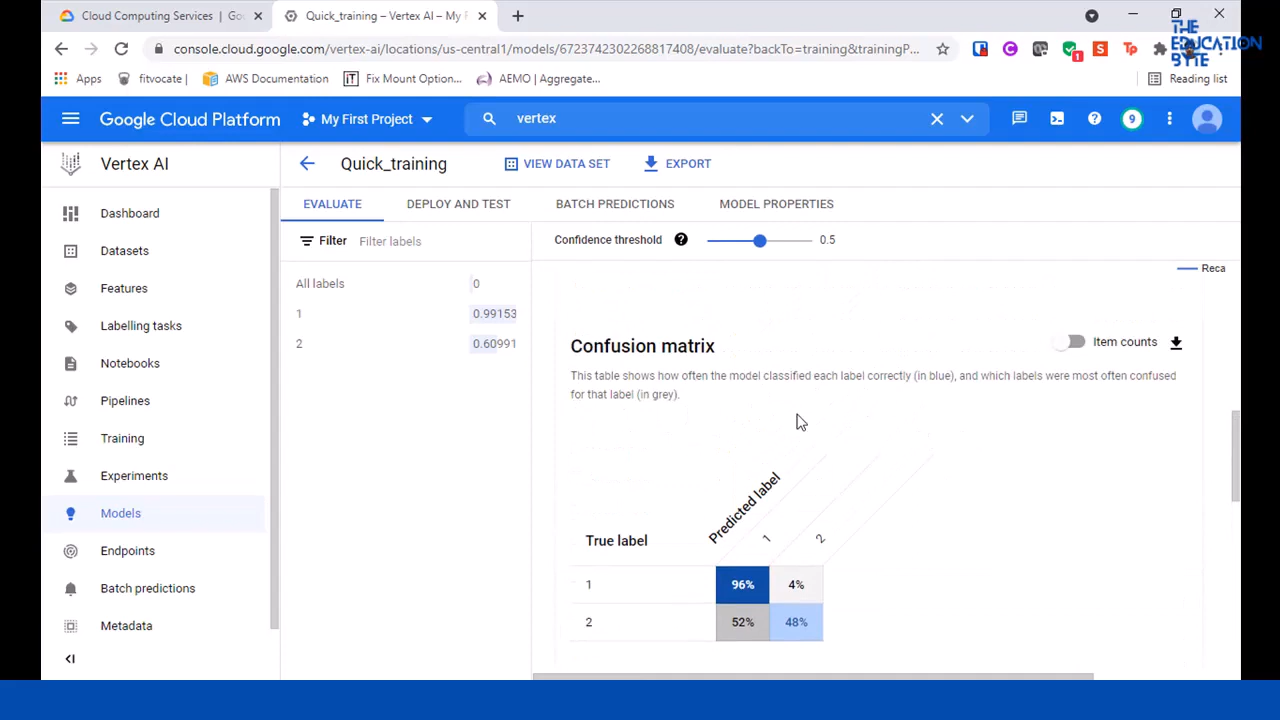 Cloud Computing Services | Go
Quick_training – Vertex AI – My F
console.cloud.google.com/vertex-ai/locations/us-central1/models/6723742302268817408/evaluate?backTo=training&trainingP...
THE
EDUCATION
BYTE
Apps
fitvocate |
AWS Documentation
Fix Mount Option...
AEMO | Aggregate...
Reading list
Google Cloud Platform
My First Project
vertex
9
Vertex AI
Quick_training
VIEW DATA SET
EXPORT
Dashboard
Datasets
Features
Labelling tasks
Notebooks
Pipelines
Training
Experiments
Models
Endpoints
Batch predictions
Metadata
EVALUATE
DEPLOY AND TEST
BATCH PREDICTIONS
MODEL PROPERTIES
Filter
Filter labels
All labels 0
1 0.99153
2 0.60991
Confidence threshold 0.5
Reca
Confusion matrix
Item counts
This table shows how often the model classified each label correctly (in blue), and which labels were most often confused
for that label (in grey).
Predicted label
True label 1 2
1 96% 4%
2 52% 48%